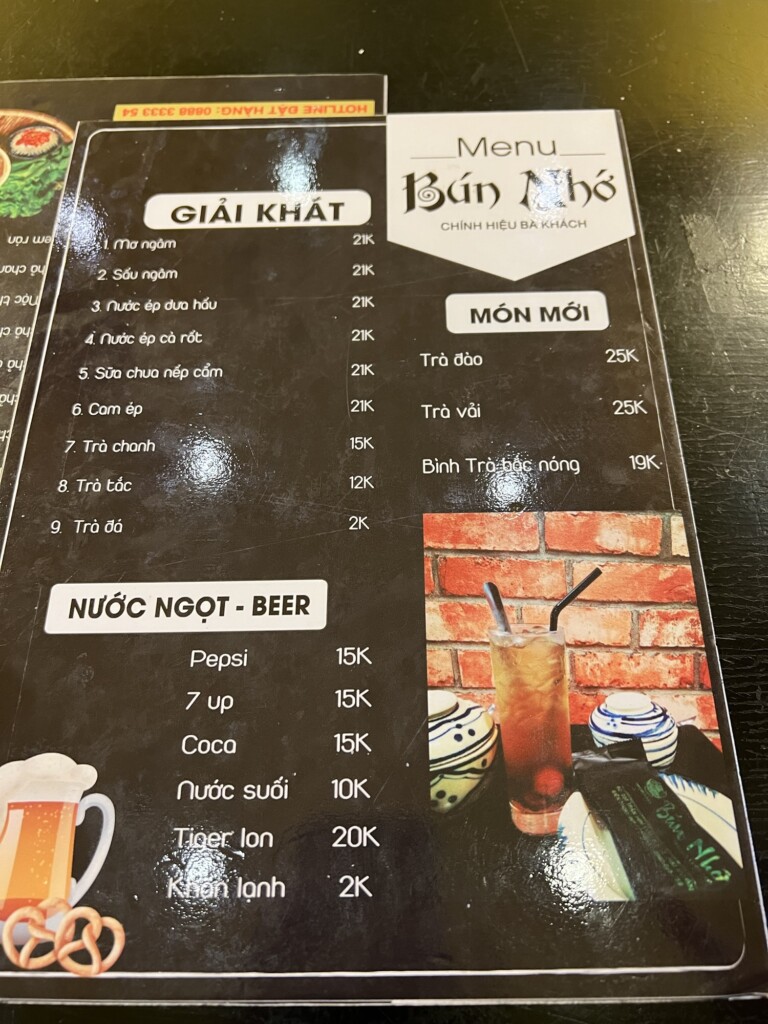 HOTLINE ĐẶT HÀNG: 0888 3333 54
Menu
Bún Nhớ
CHÍNH HIỆU BÀ KHÁCH
GIẢI KHÁT
1. Mơ ngâm 21K
2. Sấu ngâm 21K
3. Nước ép dưa hấu 21K
4. Nước ép cà rốt 21K
5. Sữa chua nếp cẩm 21K
6. Cam ép 21K
7. Trà chanh 15K
8. Trà tắc 12K
9. Trà đá 2K
MÓN MỚI
Trà đào 25K
Trà vải 25K
Bình Trà bắc nóng 19K
NƯỚC NGỌT - BEER
Pepsi 15K
7 up 15K
Coca 15K
Nước suối 10K
Tiger lon 20K
Khăn lạnh 2K
Bún Nhớ